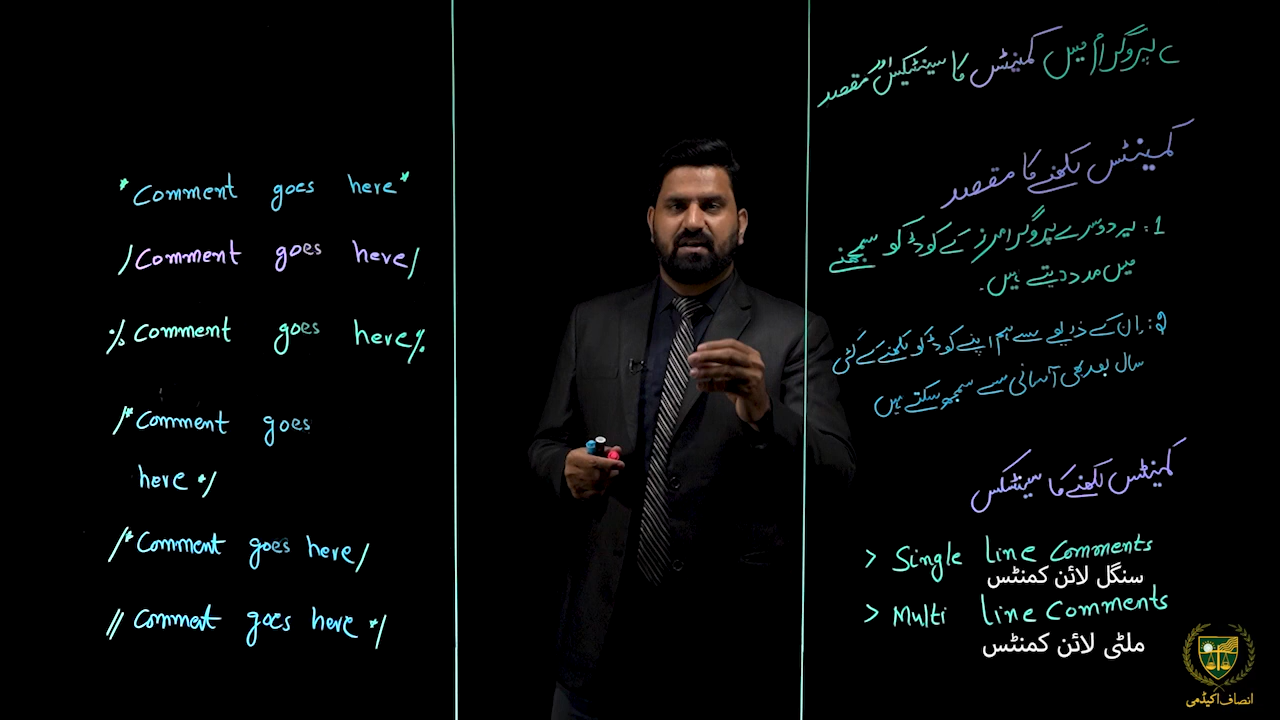 * Comment goes here *
/ Comment goes here /
% Comment goes here %
/* Comment goes
here */
/* Comment goes here /
// Comment goes here */
پروگرام میں کمینٹس کا سینٹیکس اور مقصد
کمینٹس لکھنے کا مقصد
1: یہ دوسرے پروگرامرز کے کوڈ کو سمجھنے
میں مدد دیتے ہیں۔
2: اِن کے ذریعے سے ہم اپنے کوڈ کو لکھنے کے کئی
سال بعد بھی آسانی سے سمجھ سکتے ہیں
کمینٹس لکھنے کا سینٹیکس
> Single line Comments
سنگل لائن کمنٹس
> Multi line Comments
ملٹی لائن کمنٹس
انصاف اکیڈمی